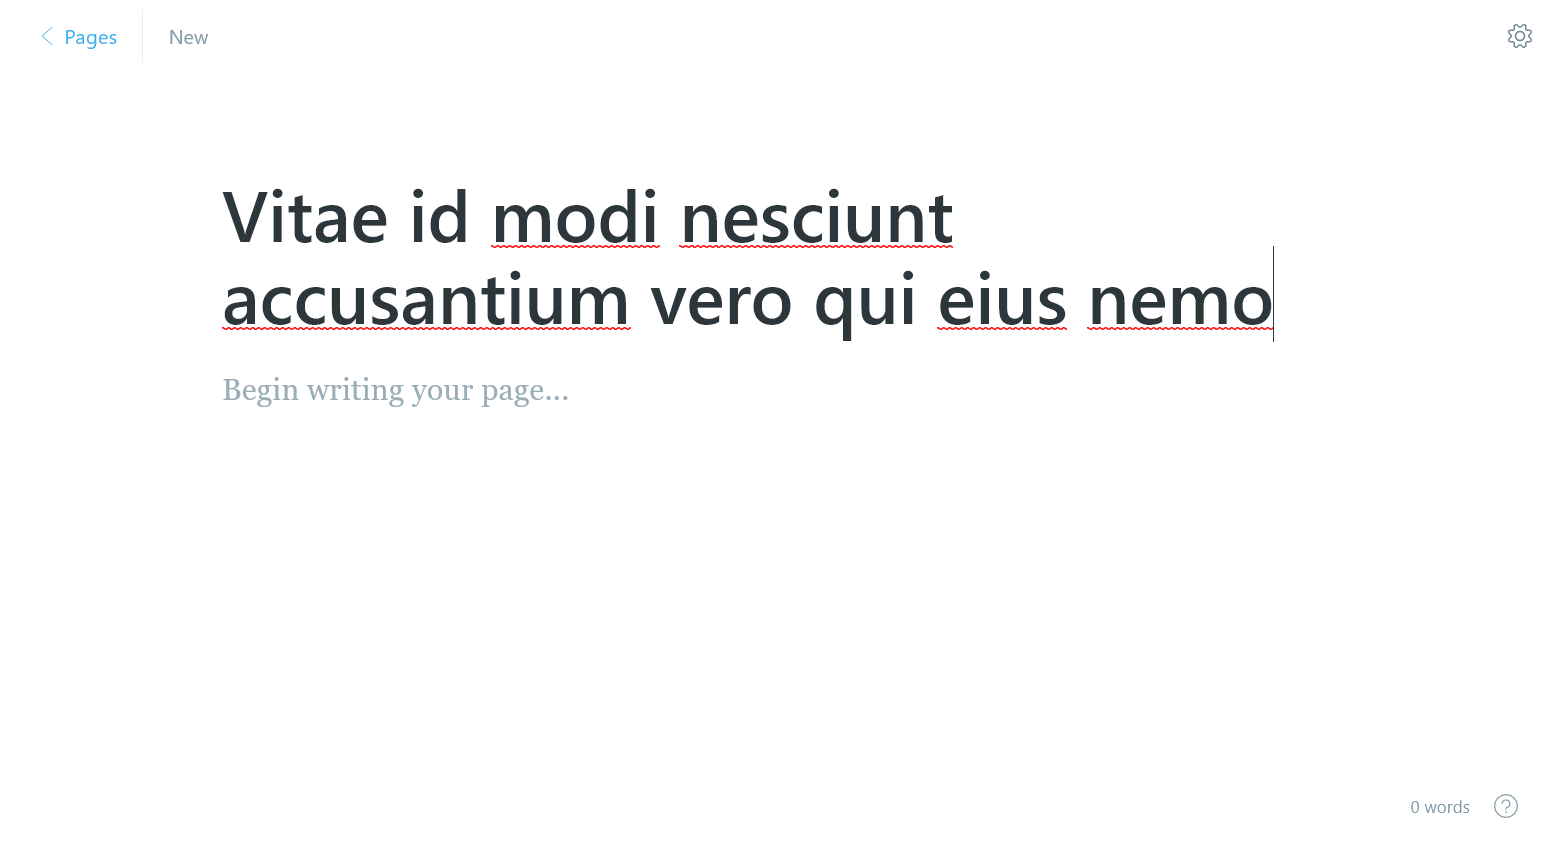 Pages
New
Vitae id modi nesciunt
accusantium vero qui eius nemo
Begin writing your page...
0 words
?